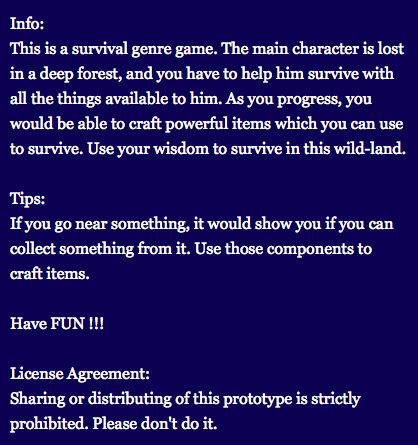 Info:
This is a survival genre game. The main character is lost
in a deep forest, and you have to help him survive with
all the things available to him. As you progress, you
would be able to craft powerful items which you can use
to survive. Use your wisdom to survive in this wild-land.
Tips:
If you go near something, it would show you if you can
collect something from it. Use those components to
craft items.
Have FUN !!!
License Agreement:
Sharing or distributing of this prototype is strictly
prohibited. Please don't do it.